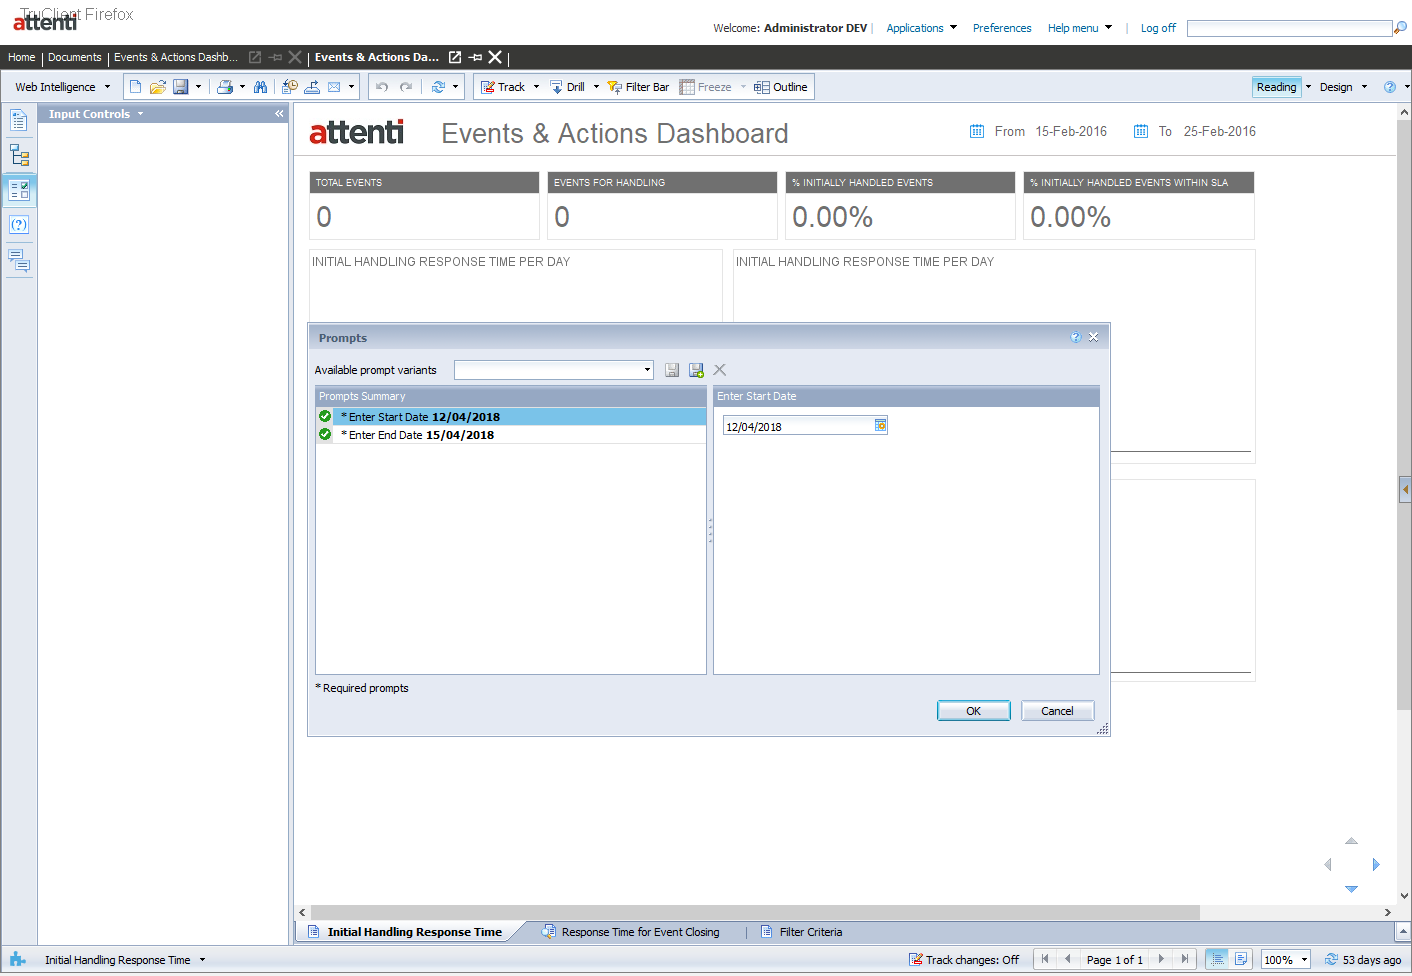 TruClient Firefox
attenti
Welcome: Administrator DEV | Applications Preferences Help menu | Log off
Home | Documents | Events & Actions Dashb... | Events & Actions Da... |
Web Intelligence Track Drill Filter Bar Freeze Outline Reading Design
Input Controls
attenti Events & Actions Dashboard From 15-Feb-2016 To 25-Feb-2016
TOTAL EVENTS EVENTS FOR HANDLING % INITIALLY HANDLED EVENTS % INITIALLY HANDLED EVENTS WITHIN SLA
0 0 0.00% 0.00%
INITIAL HANDLING RESPONSE TIME PER DAY INITIAL HANDLING RESPONSE TIME PER DAY
Prompts
Available prompt variants
Prompts Summary Enter Start Date
* Enter Start Date 12/04/2018
12/04/2018
* Enter End Date 15/04/2018
* Required prompts
OK Cancel
Initial Handling Response Time Response Time for Event Closing | Filter Criteria
Initial Handling Response Time Track changes: Off Page 1 of 1 100% 53 days ago